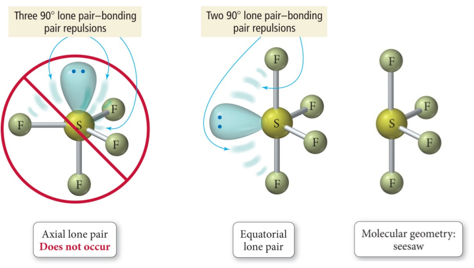 Three 90° lone pair–bonding
pair repulsions
Two 90° lone pair–bonding
pair repulsions
F
S
F
F
F
F
S
F
F
F
F
S
F
F
F
Axial lone pair
Does not occur
Equatorial
lone pair
Molecular geometry:
seesaw